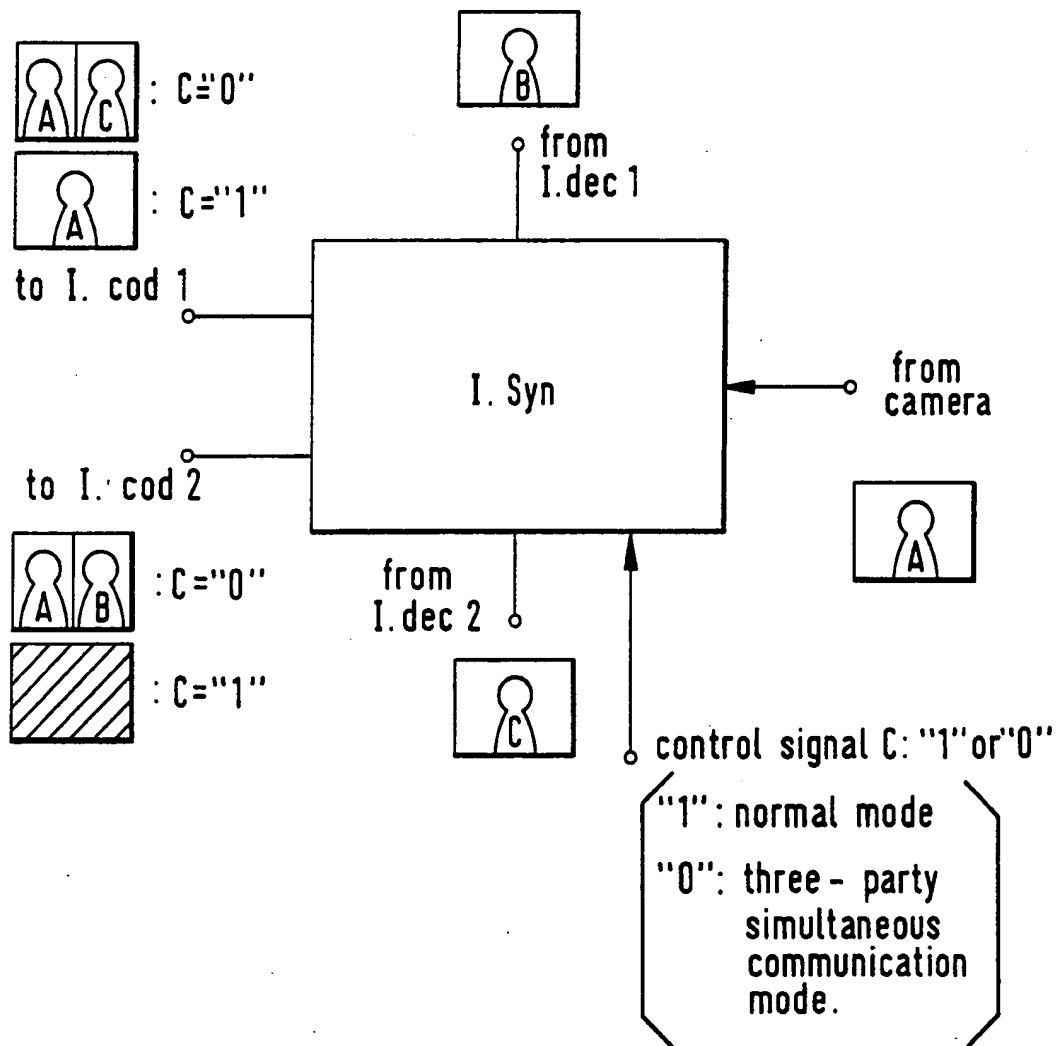 A C : C="0"
A : C="1"
to I. cod 1
B
from
I.dec 1
I. Syn
from
camera
A
to I. cod 2
A B : C="0"
: C="1"
from
I.dec 2
C
control signal C: "1" or "0"
"1": normal mode
"0": three - party
simultaneous
communication
mode.